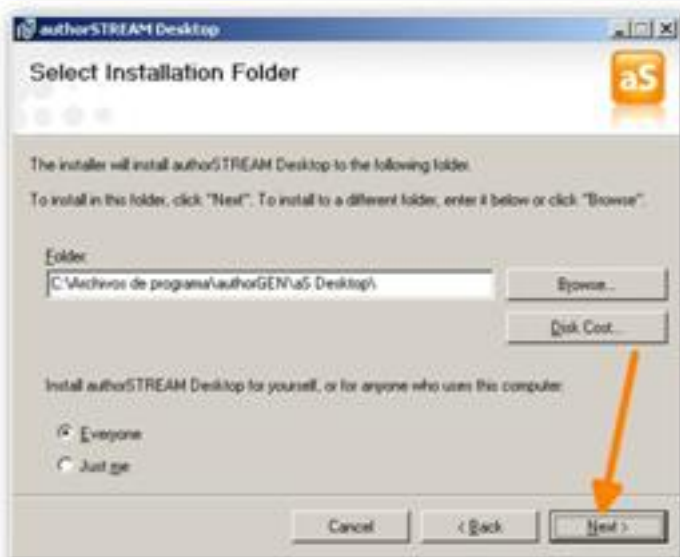 authorSTREAM Desktop
Select Installation Folder
aS
The installer will install authorSTREAM Desktop to the following folder.
To install in this folder, click "Next". To install to a different folder, enter it below or click "Browse".
Folder:
C:\Archivos de programa\authorGEN\aS Desktop\
Browse...
Disk Cost...
Install authorSTREAM Desktop for yourself, or for anyone who uses this computer:
Everyone
Just me
Cancel
< Back
Next >